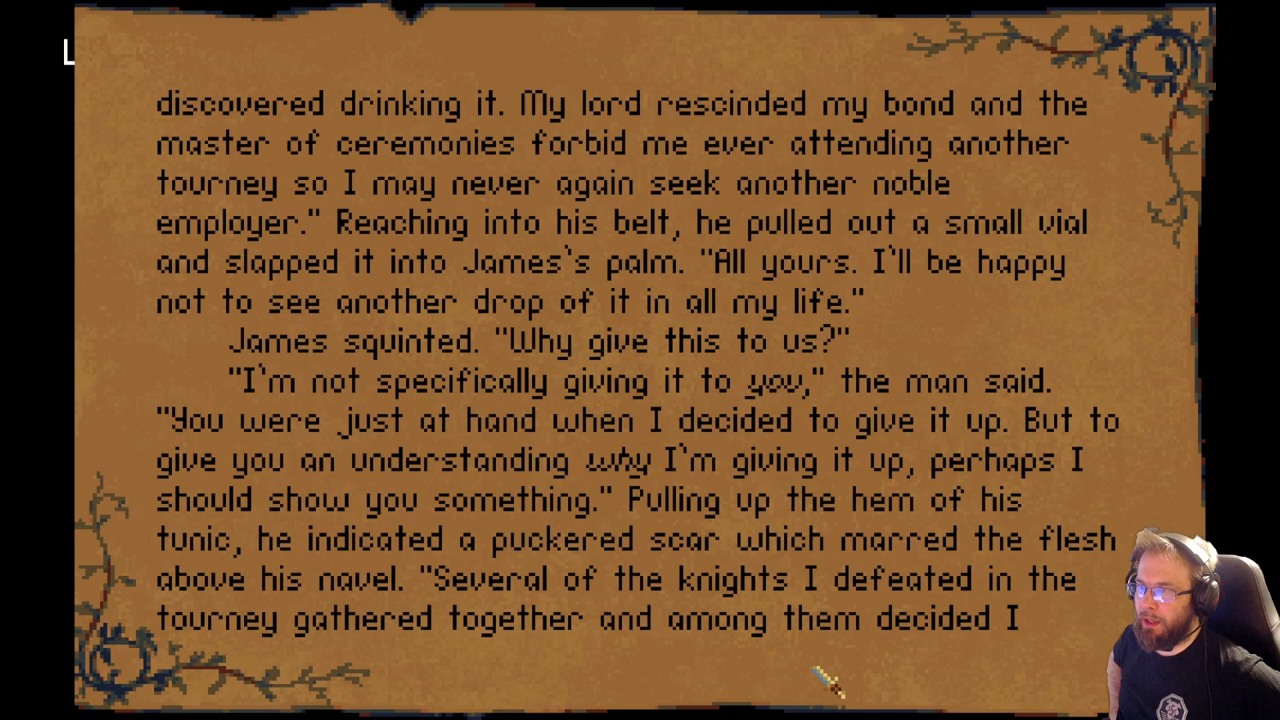 L
discovered drinking it. My lord rescinded my bond and the
master of ceremonies forbid me ever attending another
tourney so I may never again seek another noble
employer." Reaching into his belt, he pulled out a small vial
and slapped it into James's palm. "All yours. I'll be happy
not to see another drop of it in all my life."
James squinted. "Why give this to us?"
"I'm not specifically giving it to you," the man said.
"You were just at hand when I decided to give it up. But to
give you an understanding why I'm giving it up, perhaps I
should show you something." Pulling up the hem of his
tunic, he indicated a puckered scar which marred the flesh
above his navel. "Several of the knights I defeated in the
tourney gathered together and among them decided I